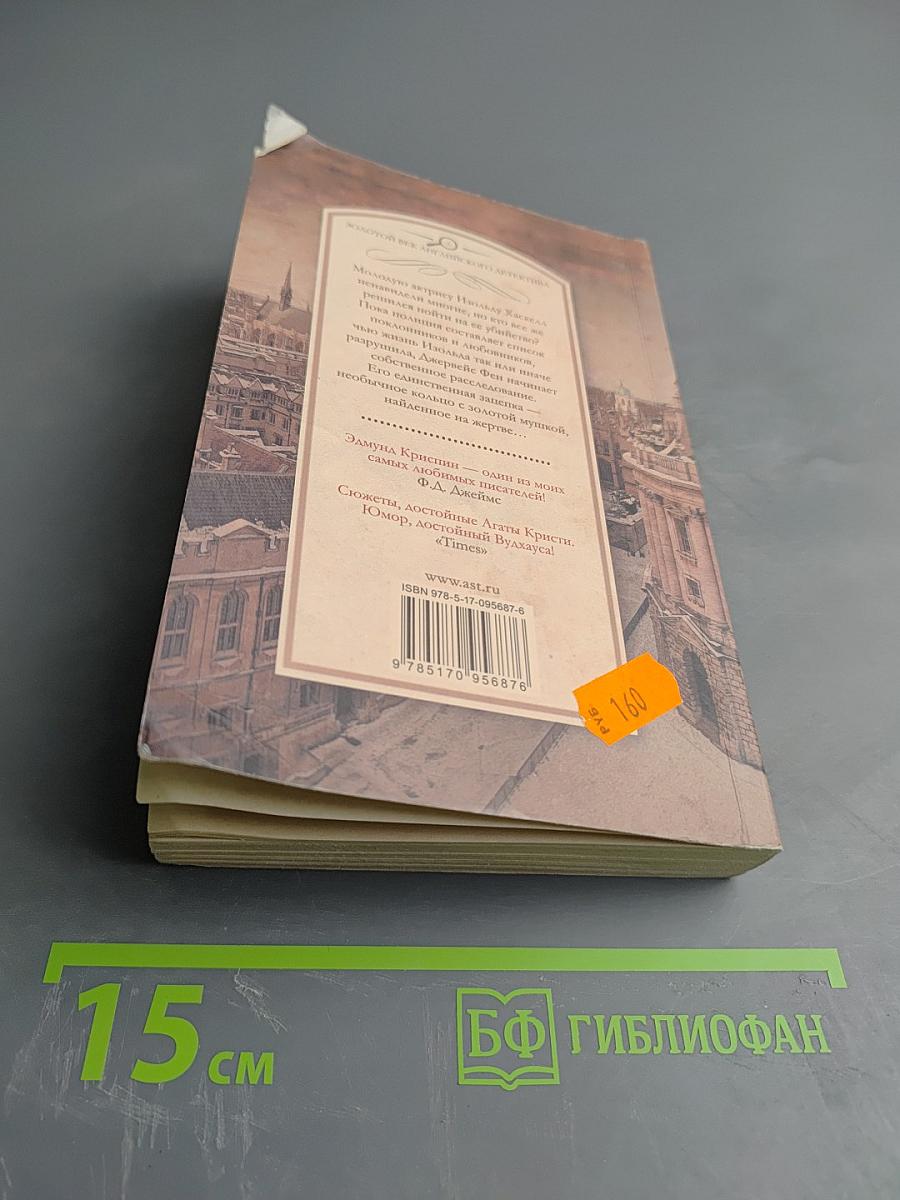 ЗОЛОТОЙ ВЕК АНГЛИЙСКОГО ДЕТЕКТИВА
Молодую актрису Изольду Хаскелл
ненавидели многие, но кто все же
решился пойти на ее убийство?
Пока полиция составляет список
поклонников и любовников,
чью жизнь Изольда так или иначе
разрушила, Джервейс Фен начинает
собственное расследование.
Его единственная зацепка —
необычное кольцо с золотой мушкой,
найденное на жертве…
Эдмунд Криспин — один из моих
самых любимых писателей!
Ф.Д. Джеймс
Сюжеты, достойные Агаты Кристи.
Юмор, достойный Вудхауса!
«Times»
www.ast.ru
ISBN 978-5-17-095687-6
9 785170 956876
РУБ 160
15 см
БФ ГИБЛИОФАН